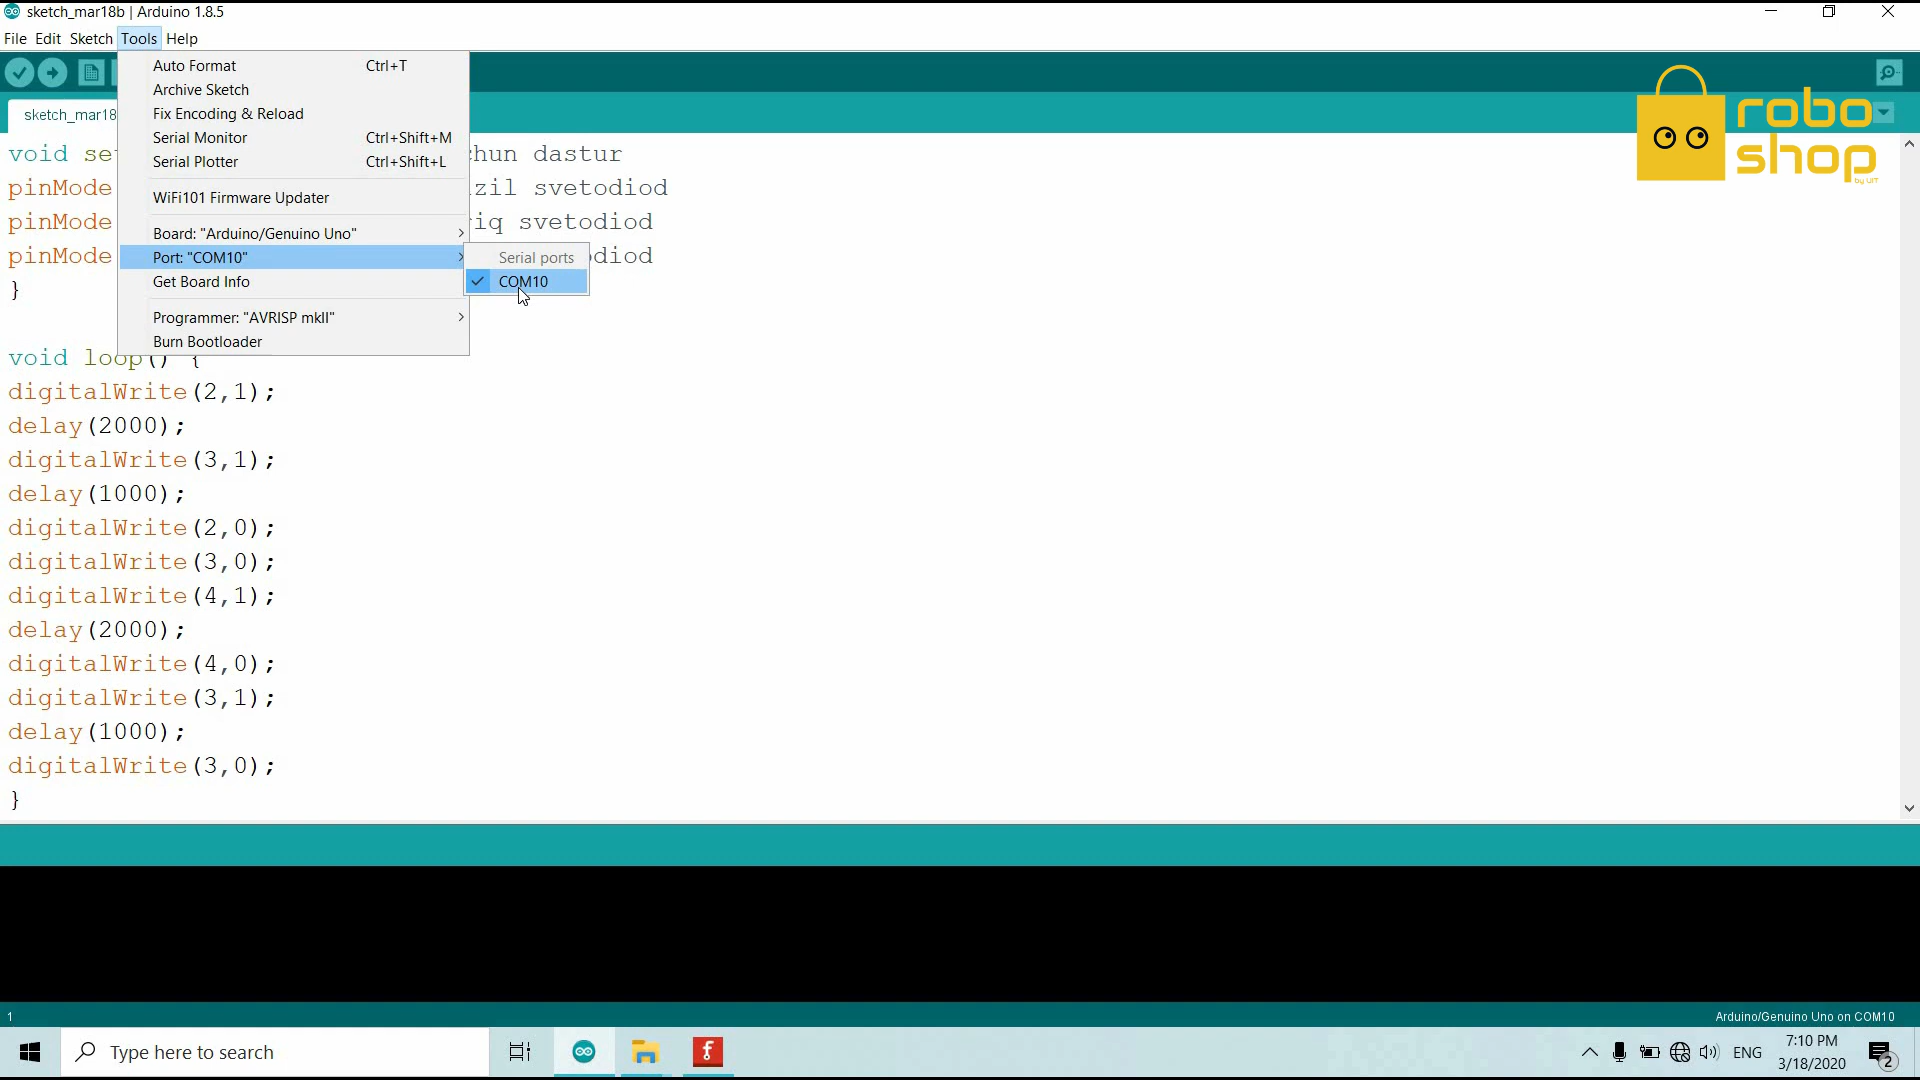 sketch_mar18b | Arduino 1.8.5
File Edit Sketch Tools Help
sketch_mar18
robo
shop
by UIT
Auto Format Ctrl+T
Archive Sketch
Fix Encoding & Reload
Serial Monitor Ctrl+Shift+M
Serial Plotter Ctrl+Shift+L
WiFi101 Firmware Updater
Board: "Arduino/Genuino Uno"
Port: "COM10"
Get Board Info
Programmer: "AVRISP mkII"
Burn Bootloader
Serial ports
COM10
void se chun dastur
pinMode izil svetodiod
pinMode riq svetodiod
pinMode diod
}
void loop() {
digitalWrite(2,1);
delay(2000);
digitalWrite(3,1);
delay(1000);
digitalWrite(2,0);
digitalWrite(3,0);
digitalWrite(4,1);
delay(2000);
digitalWrite(4,0);
digitalWrite(3,1);
delay(1000);
digitalWrite(3,0);
}
1
Arduino/Genuino Uno on COM10
Type here to search
ENG
7:10 PM
3/18/2020
2